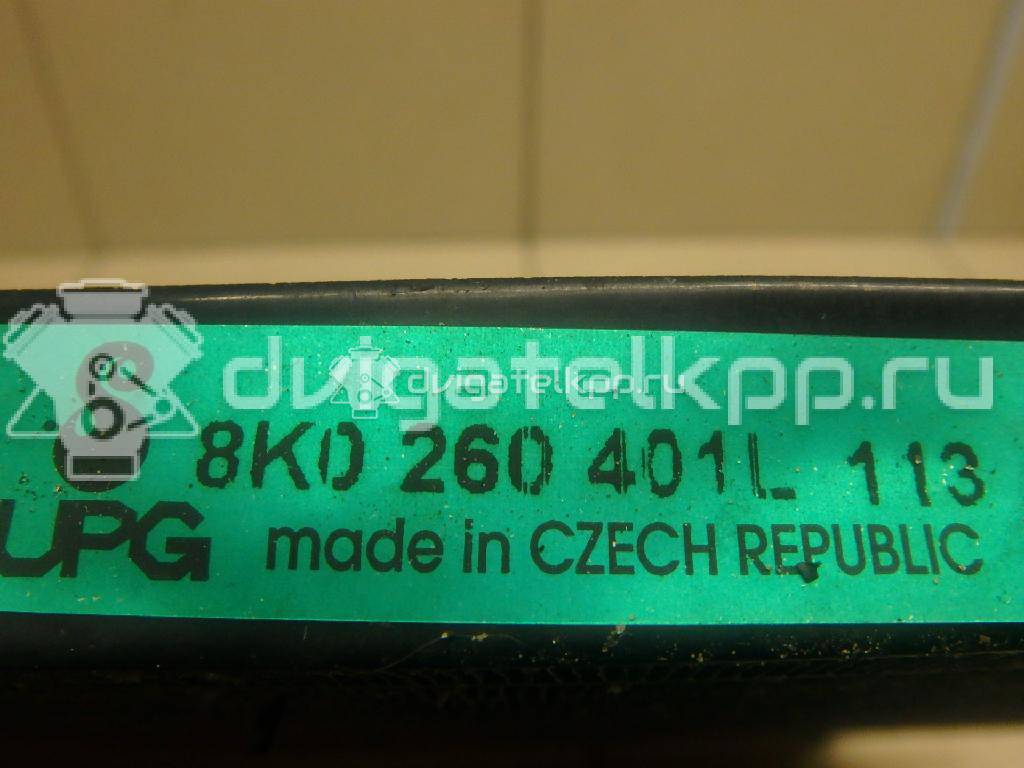 dvigatelkpp.ru
dvigatelkpp.ru
8K0 260 401L 113
UPG made in CZECH REPUBLIC